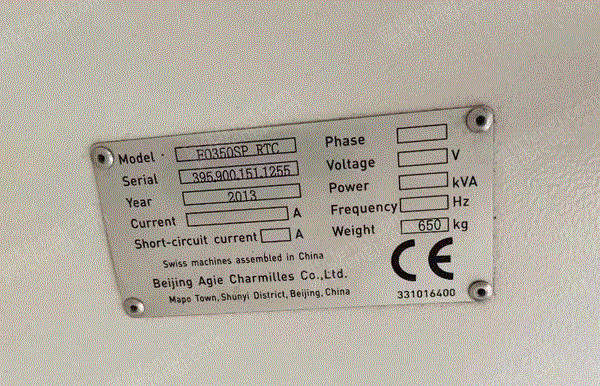 Model · E0350SP RTC
Serial 395.900.151.1255
Year 2013
Current A
Short-circuit current A
Phase
Voltage V
Power kVA
Frequency Hz
Weight 650 kg
Swiss machines assembled in China
Beijing Agie Charmilles Co.,Ltd.
Mapo Town, Shunyi District, Beijing, China
CE
331016400